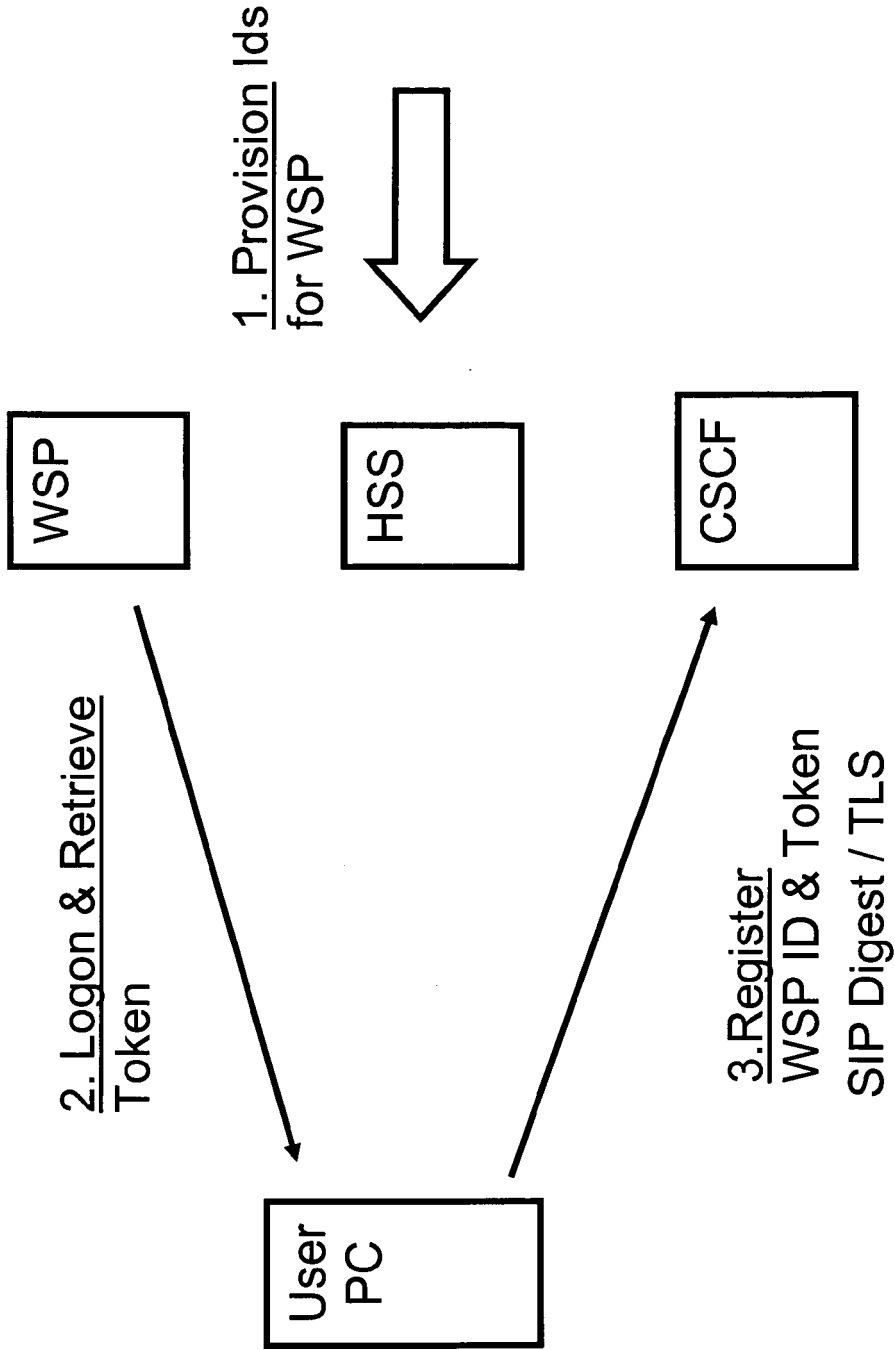 1. Provision Ids
for WSP
WSP
HSS
CSCF
2. Logon & Retrieve
Token
3.Register
WSP ID & Token
SIP Digest / TLS
User
PC